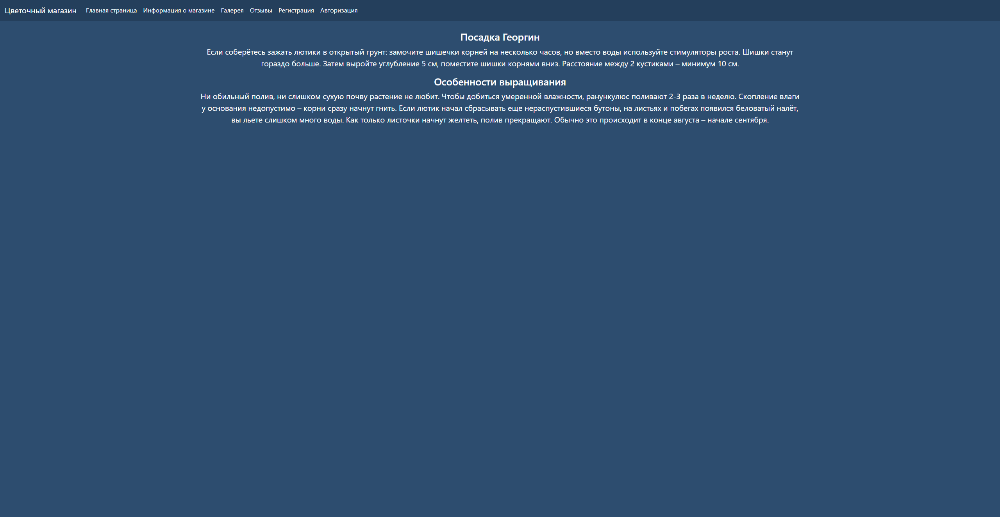 Цветочный магазин Главная страница Информация о магазине Галерея Отзывы Регистрация Авторизация
Посадка Георгин
Если соберётесь зажать лютики в открытый грунт: замочите шишечки корней на несколько часов, но вместо воды используйте стимуляторы роста. Шишки станут
гораздо больше. Затем выройте углубление 5 см, поместите шишки корнями вниз. Расстояние между 2 кустиками – минимум 10 см.
Особенности выращивания
Ни обильный полив, ни слишком сухую почву растение не любит. Чтобы добиться умеренной влажности, ранункулюс поливают 2-3 раза в неделю. Скопление влаги
у основания недопустимо – корни сразу начнут гнить. Если лютик начал сбрасывать еще нераспустившиеся бутоны, на листьях и побегах появился беловатый налёт,
вы льете слишком много воды. Как только листочки начнут желтеть, полив прекращают. Обычно это происходит в конце августа – начале сентября.